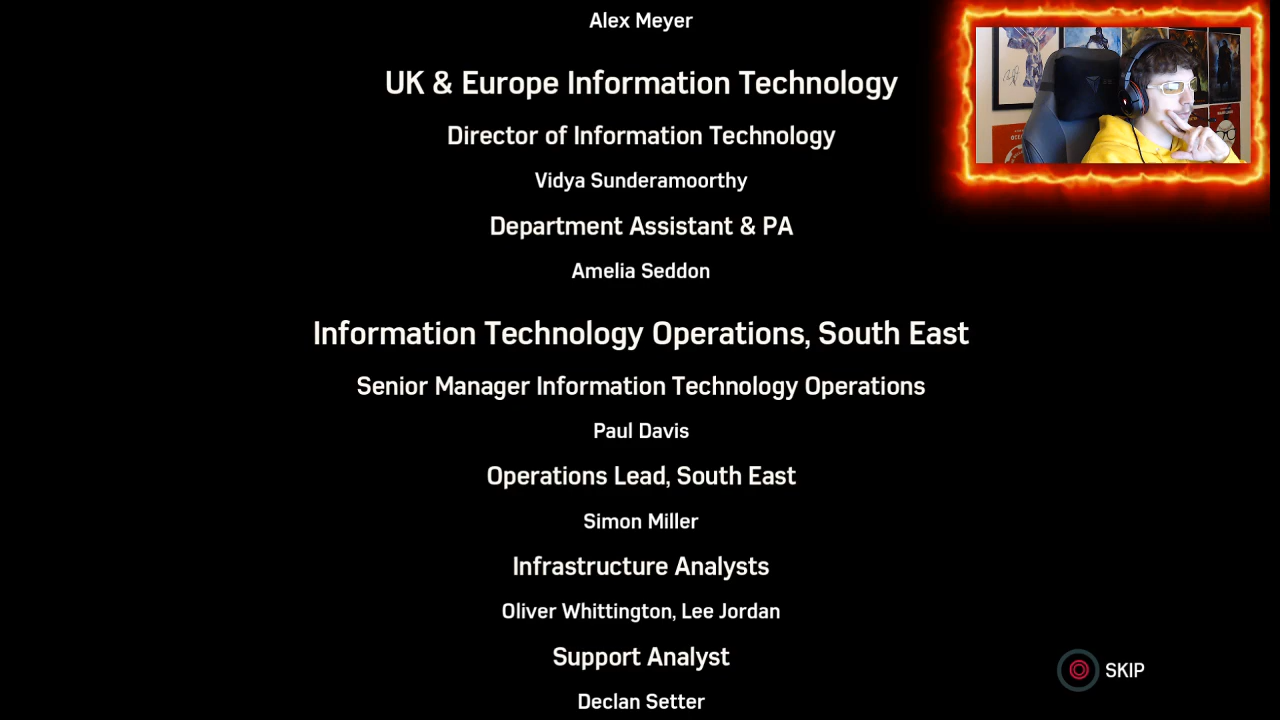 Alex Meyer
UK & Europe Information Technology
Director of Information Technology
Vidya Sunderamoorthy
Department Assistant & PA
Amelia Seddon
Information Technology Operations, South East
Senior Manager Information Technology Operations
Paul Davis
Operations Lead, South East
Simon Miller
Infrastructure Analysts
Oliver Whittington, Lee Jordan
Support Analyst
SKIP
Declan Setter